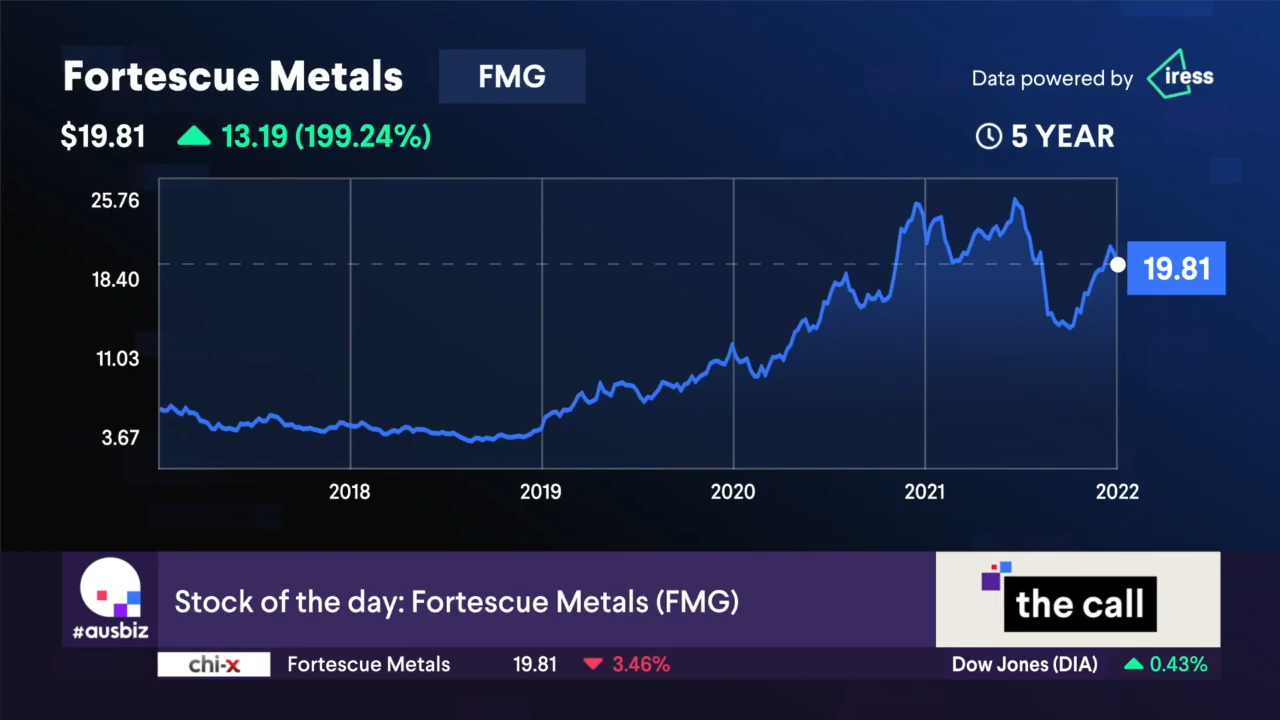 Fortescue Metals FMG
Data powered by iress
$19.81 13.19 (199.24%)
5 YEAR
25.76
18.40
11.03
3.67
19.81
2018 2019 2020 2021 2022
#ausbiz
Stock of the day: Fortescue Metals (FMG)
the call
chi-x Fortescue Metals 19.81 3.46% Dow Jones (DIA) 0.43%